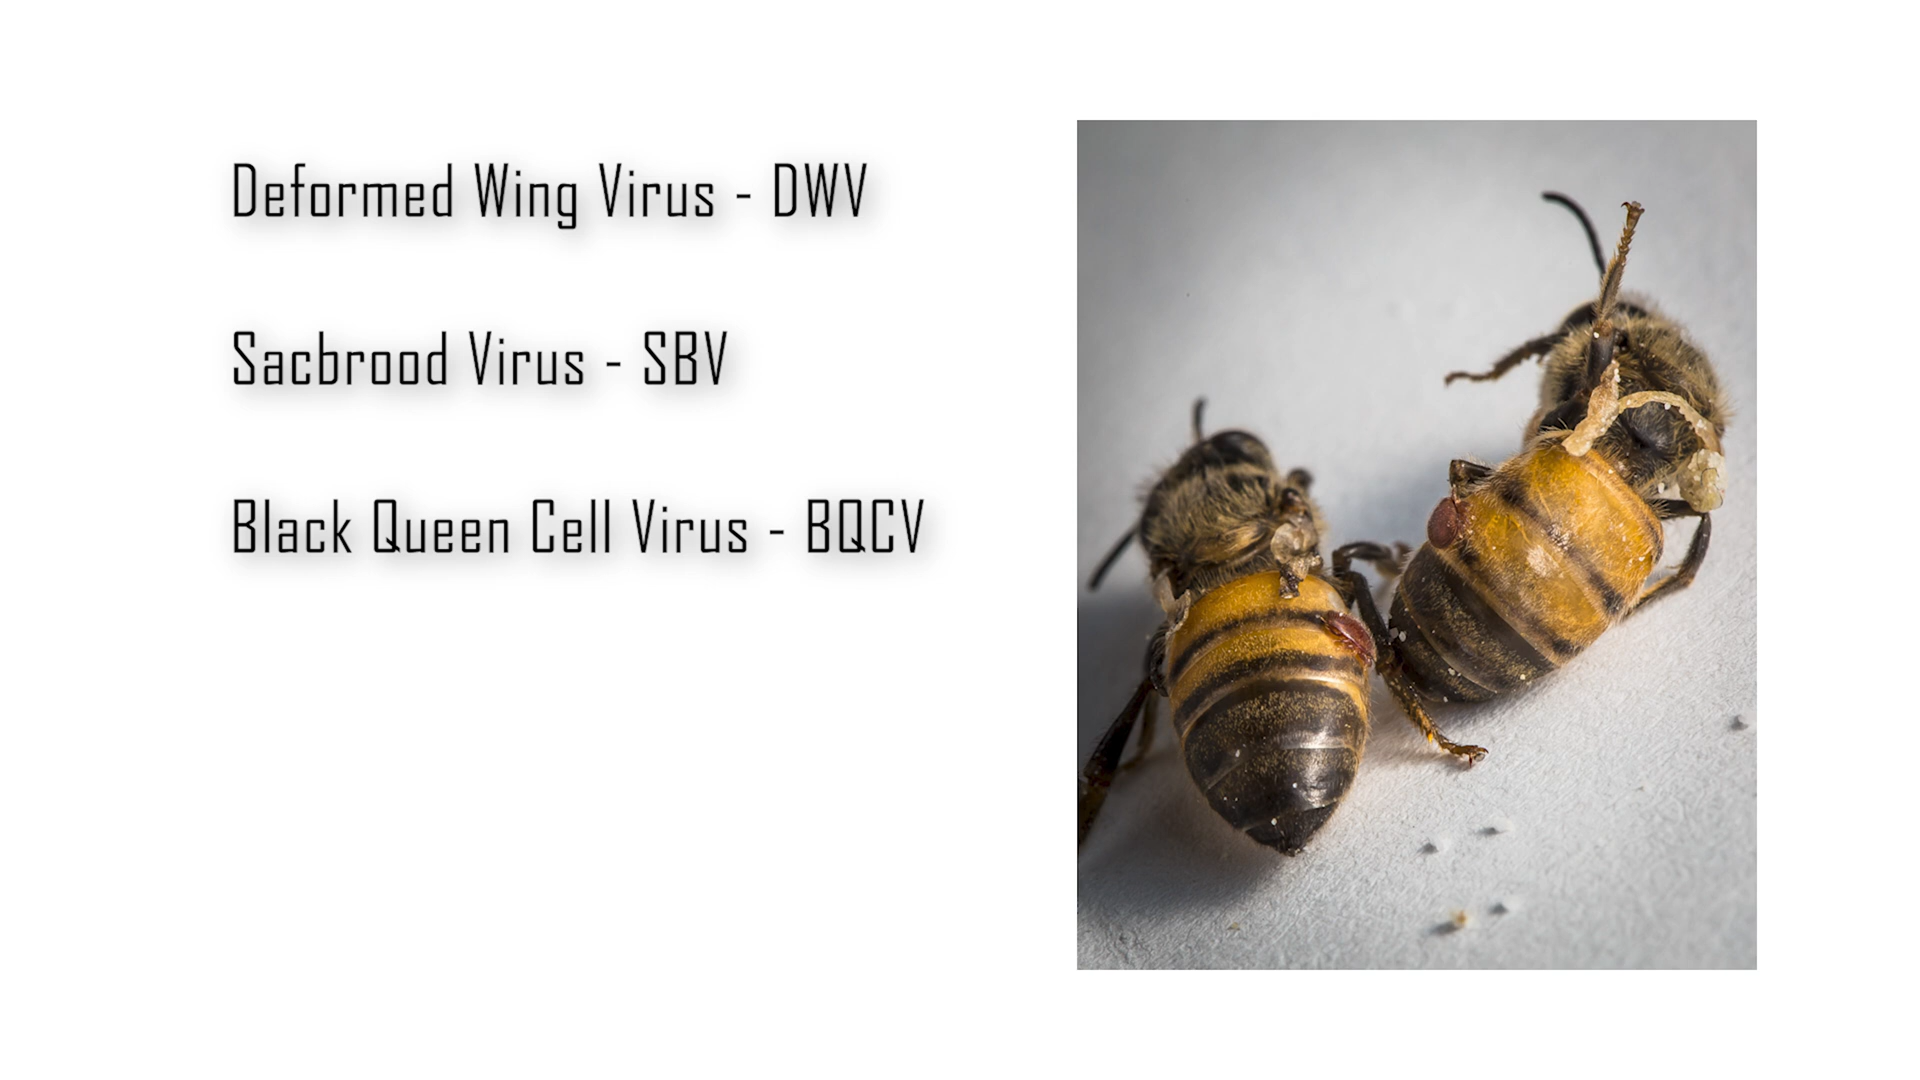 Deformed Wing Virus - DWV
Sacbrood Virus - SBV
Black Queen Cell Virus - BQCV